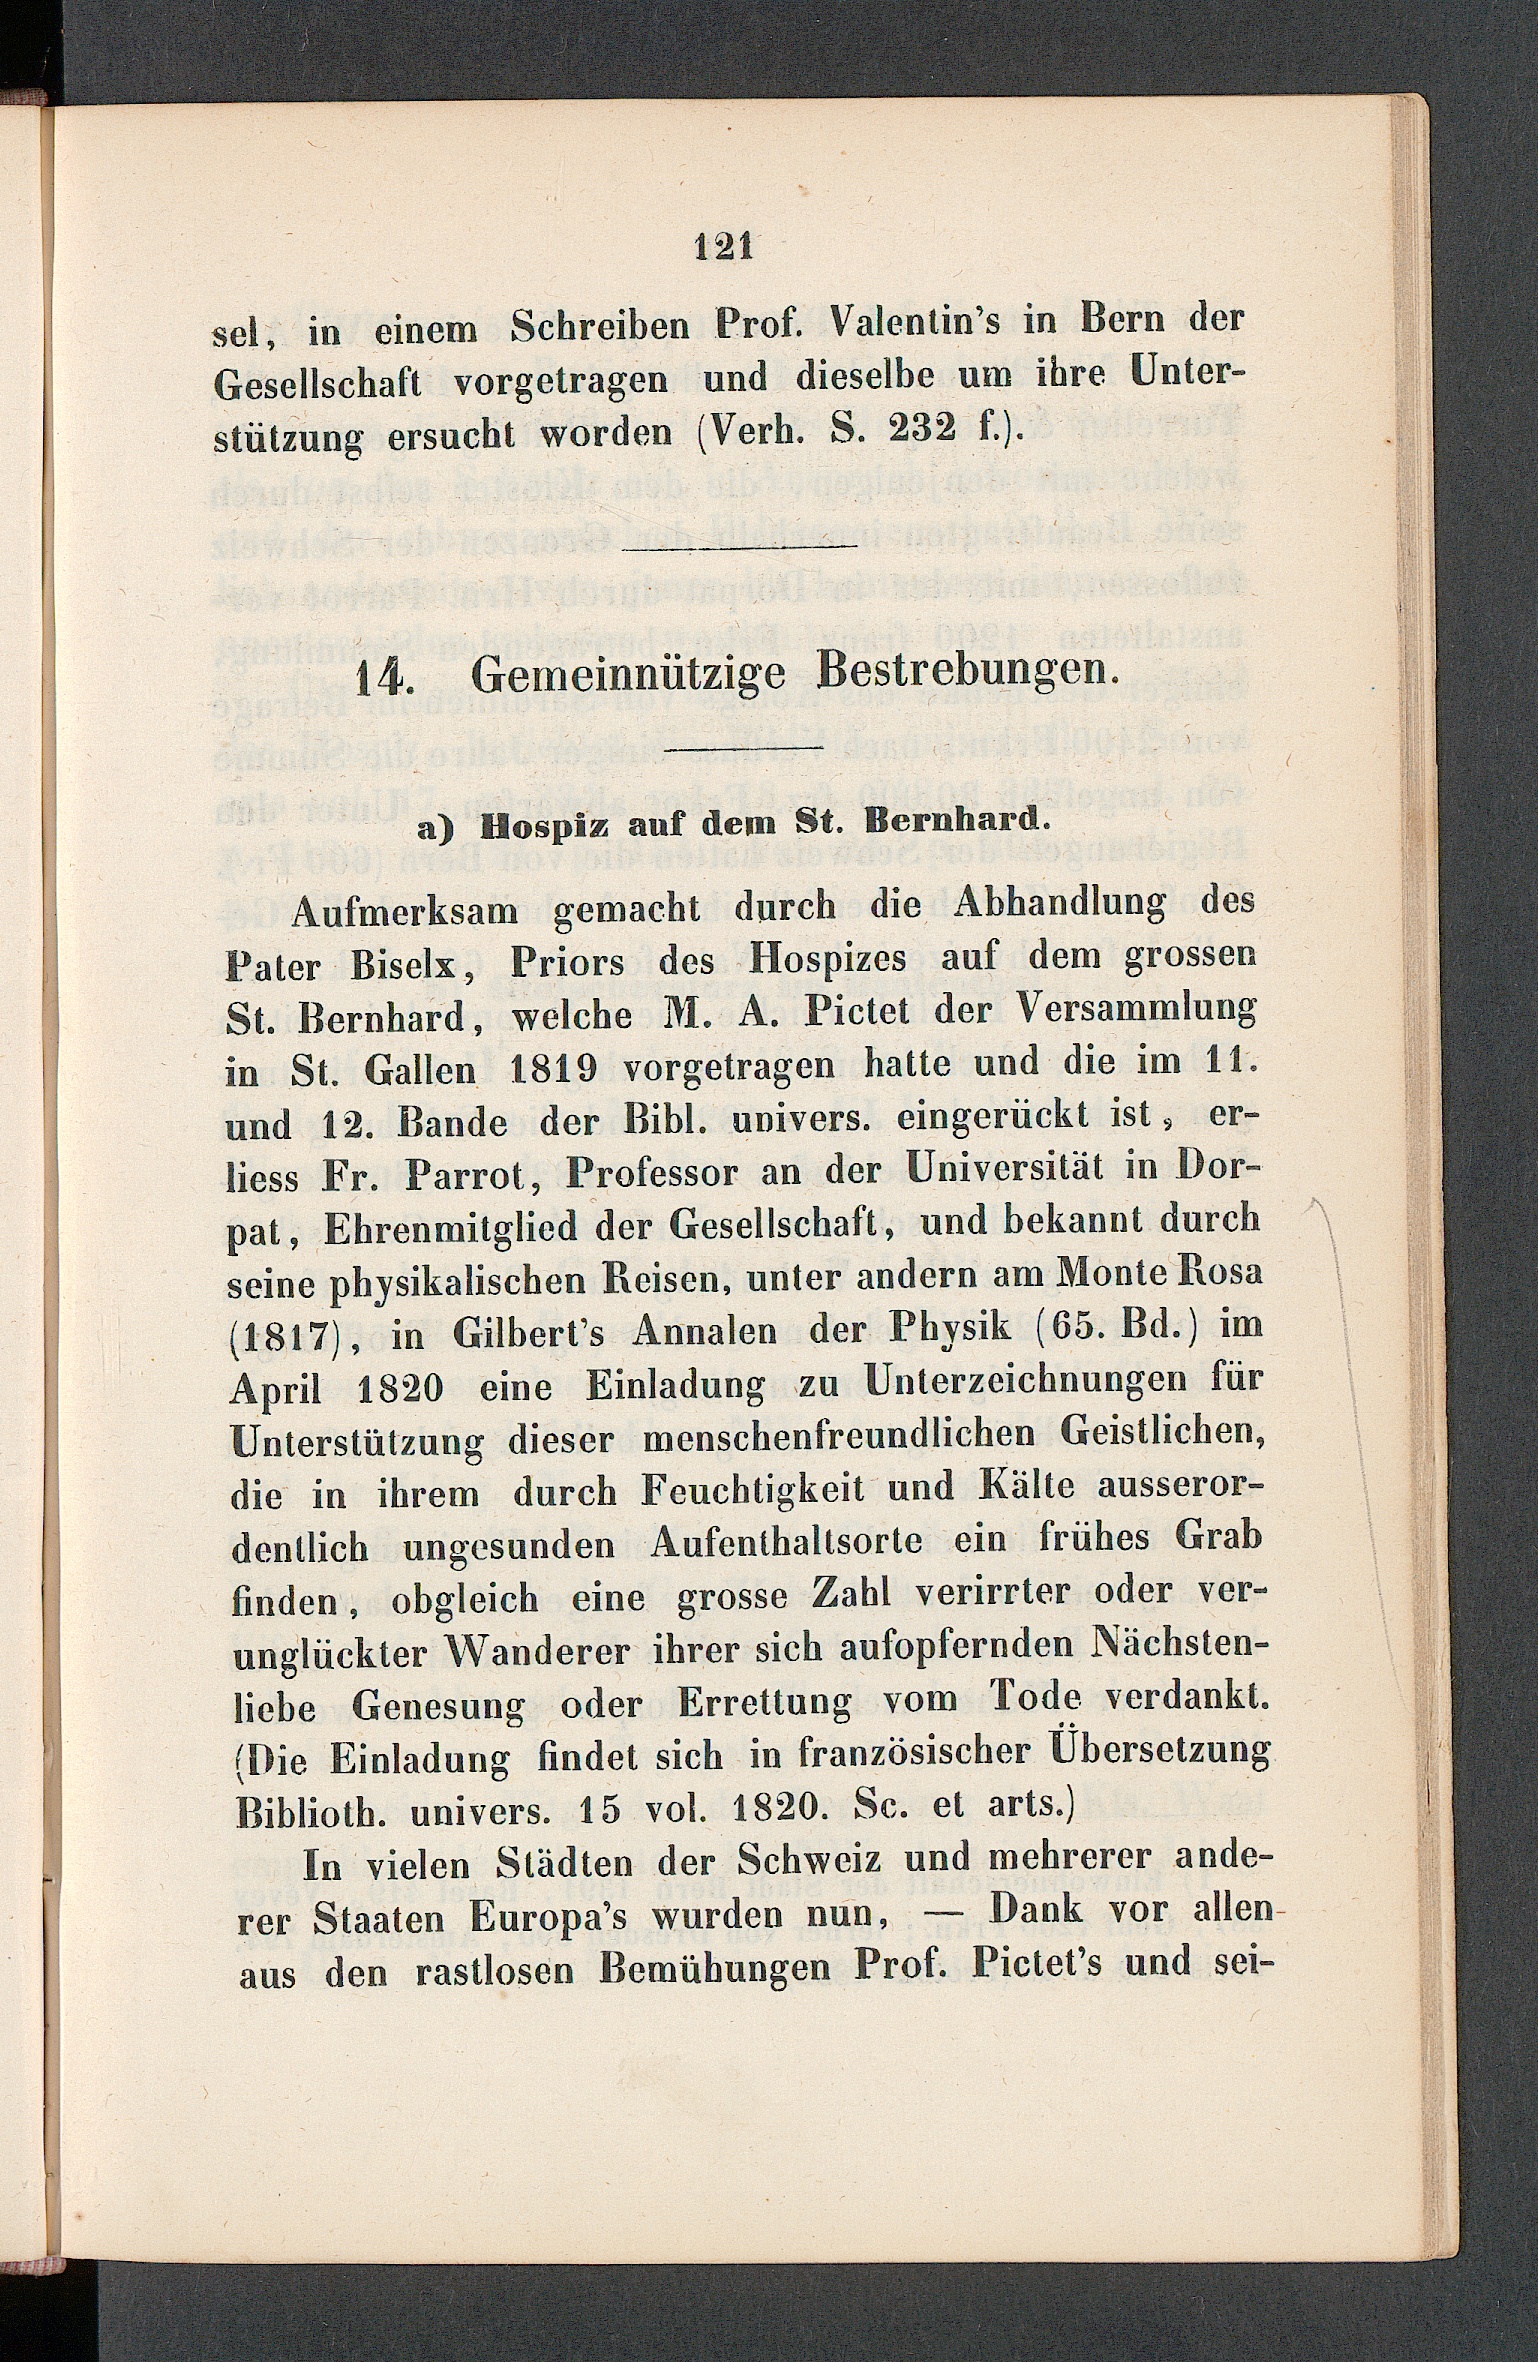 121
sel, in einem Schreiben Prof. Valentin's in Bern der
Gesellschaft vorgetragen und dieselbe um ihre Unter-
stützung ersucht worden (Verh. S. 232 f.).
14. Gemeinnützige Bestrebungen.
a) Hospiz auf dem St. Bernhard.
Aufmerksam gemacht durch die Abhandlung des
Pater Biselx, Priors des Hospizes auf dem grossen
St. Bernhard, welche M. A. Pictet der Versammlung
in St. Gallen 1819 vorgetragen hatte und die im 11.
und 12. Bande der Bibl. univers. eingerückt ist, er-
liess Fr. Parrot, Professor an der Universität in Dor-
pat, Ehrenmitglied der Gesellschaft, und bekannt durch
seine physikalischen Reisen, unter andern am Monte Rosa
(1817), in Gilbert's Annalen der Physik (65. Bd.) im
April 1820 eine Einladung zu Unterzeichnungen für
Unterstützung dieser menschenfreundlichen Geistlichen,
die in ihrem durch Feuchtigkeit und Kälte ausseror-
dentlich ungesunden Aufenthaltsorte ein frühes Grab
finden, obgleich eine grosse Zahl verirrter oder ver-
unglückter Wanderer ihrer sich aufopfernden Nächsten-
liebe Genesung oder Errettung vom Tode verdankt.
(Die Einladung findet sich in französischer Übersetzung
Biblioth. univers. 15 vol. 1820. Sc. et arts.)
In vielen Städten der Schweiz und mehrerer ande-
rer Staaten Europa's wurden nun, — Dank vor allen
aus den rastlosen Bemühungen Prof. Pictet's und sei-